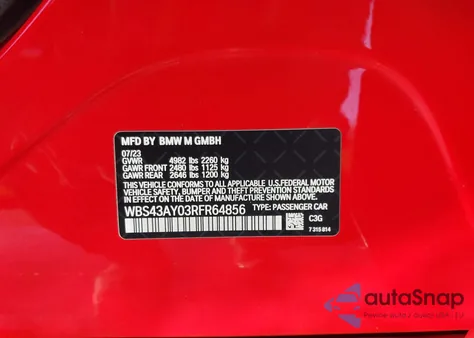 MFD BY BMW M GMBH
07/23
GVWR 4982 lbs 2260 kg
GAWR FRONT 2480 lbs 1125 kg
GAWR REAR 2646 lbs 1200 kg
THIS VEHICLE CONFORMS TO ALL APPLICABLE U.S.FEDERAL MOTOR
VEHICLE SAFETY, BUMPER, AND THEFT PREVENTION STANDARDS
IN EFFECT ON THE DATE OF MANUFACTURE SHOWN ABOVE.
WBS43AY03RFR64856 TYPE: PASSENGER CAR
C3G
7 315 814
autoSnap